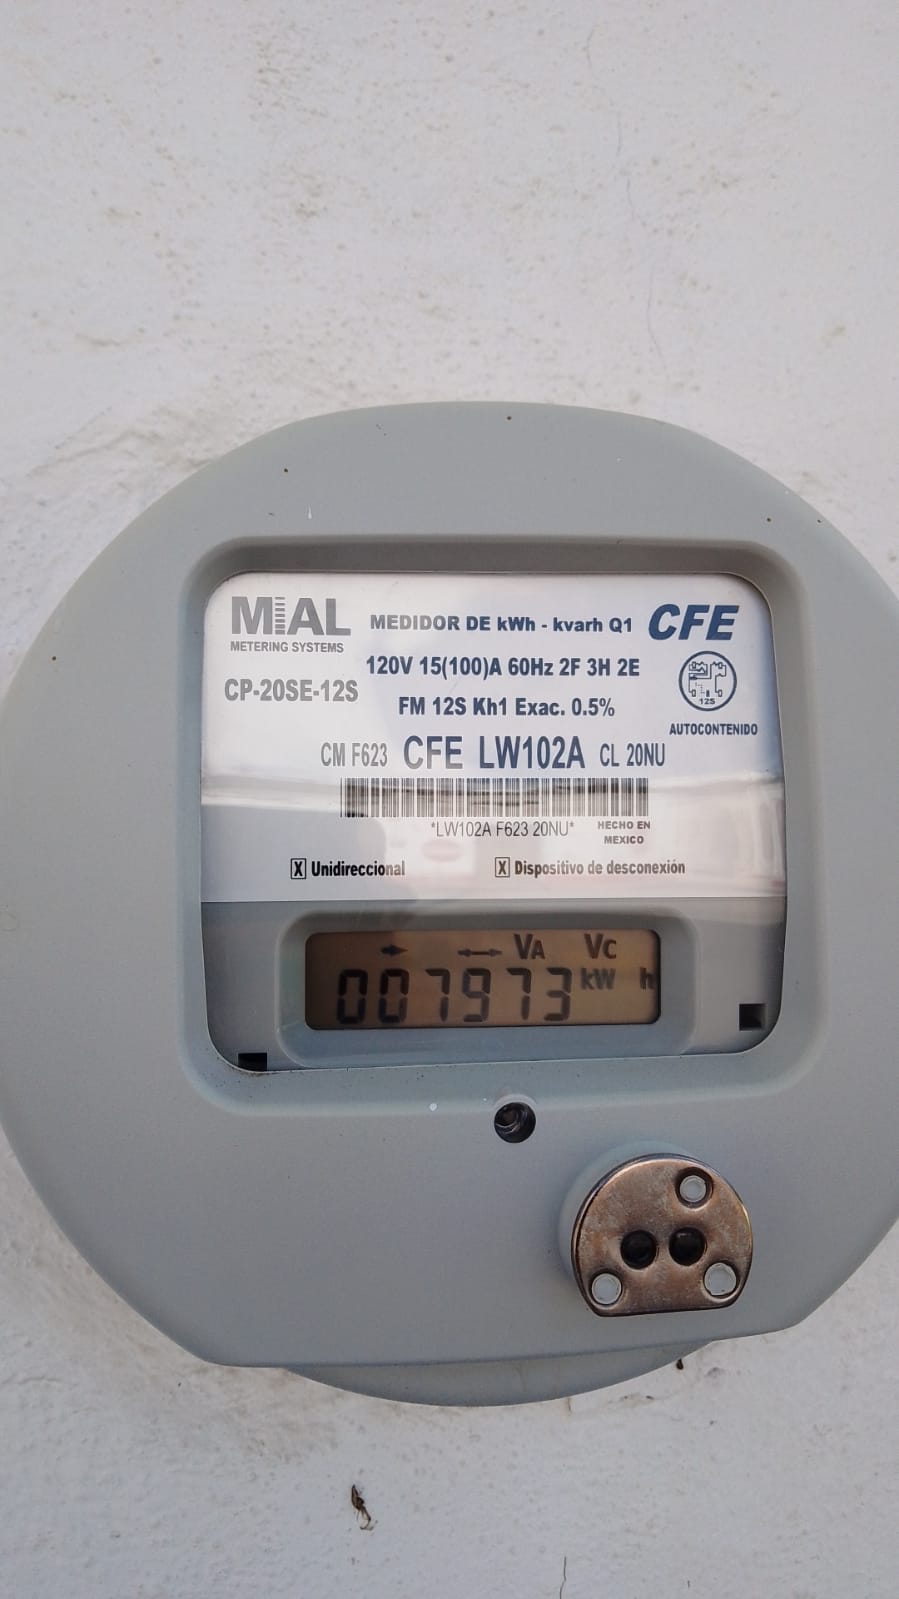 MIAL
METERING SYSTEMS
MEDIDOR DE kWh - kvarh Q1
CFE
120V 15(100)A 60Hz 2F 3H 2E
CP-20SE-12S
FM 12S Kh1 Exac. 0.5%
12S
AUTOCONTENIDO
CM F623 CFE LW102A CL 20NU
*LW102A F623 20NU*
HECHO EN
MEXICO
X Unidireccional
X Dispositivo de desconexión
VA VC
007973 kW h